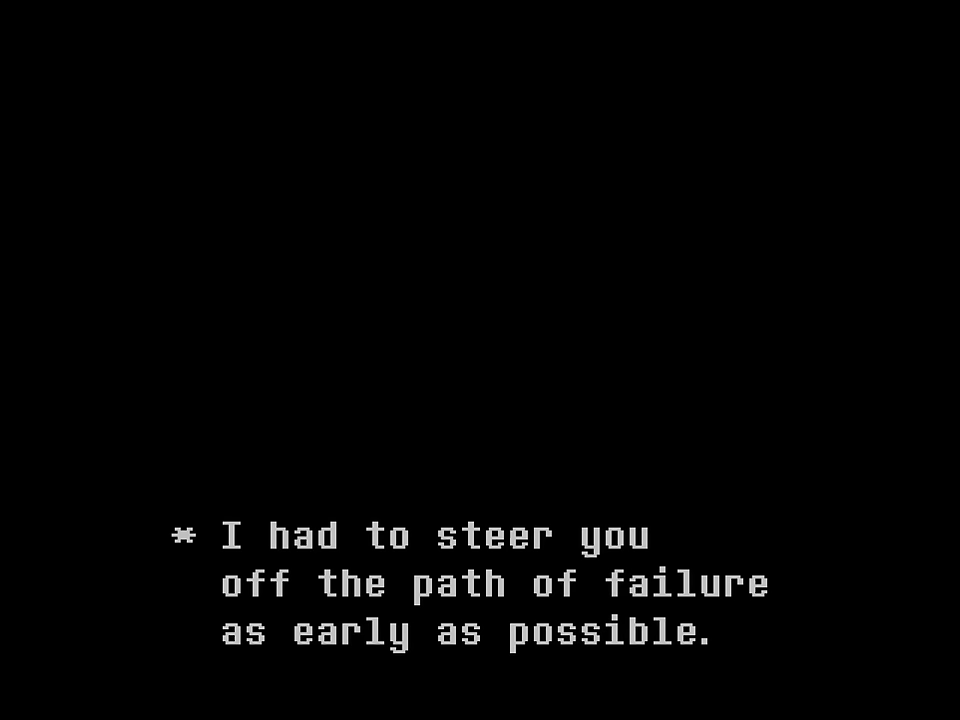 * I had to steer you
off the path of failure
as early as possible.